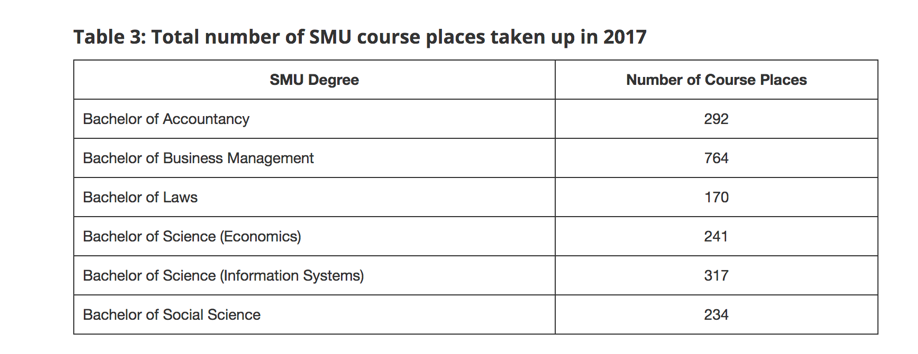 Table 3: Total number of SMU course places taken up in 2017
SMU Degree Number of Course Places
Bachelor of Accountancy 292
Bachelor of Business Management 764
Bachelor of Laws 170
Bachelor of Science (Economics) 241
Bachelor of Science (Information Systems) 317
Bachelor of Social Science 234